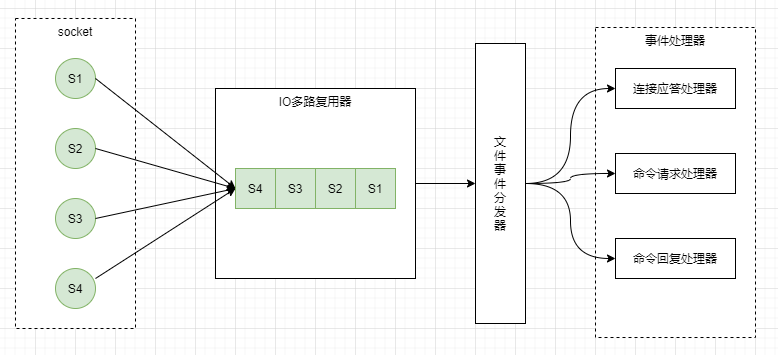 socket
S1
S2
S3
S4
IO多路复用器
S4 S3 S2 S1
文件事件分发器
事件处理器
连接应答处理器
命令请求处理器
命令回复处理器